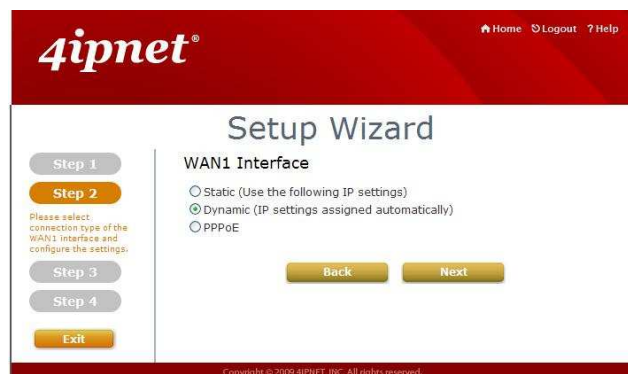 4ipnet®
Home Logout ? Help
Setup Wizard
Step 1
Step 2
Please select
connection type of the
WAN1 interface and
configure the settings.
Step 3
Step 4
Exit
WAN1 Interface
Static (Use the following IP settings)
Dynamic (IP settings assigned automatically)
PPPoE
Back Next
Copyright © 2009 4IPNET, INC. All rights reserved.